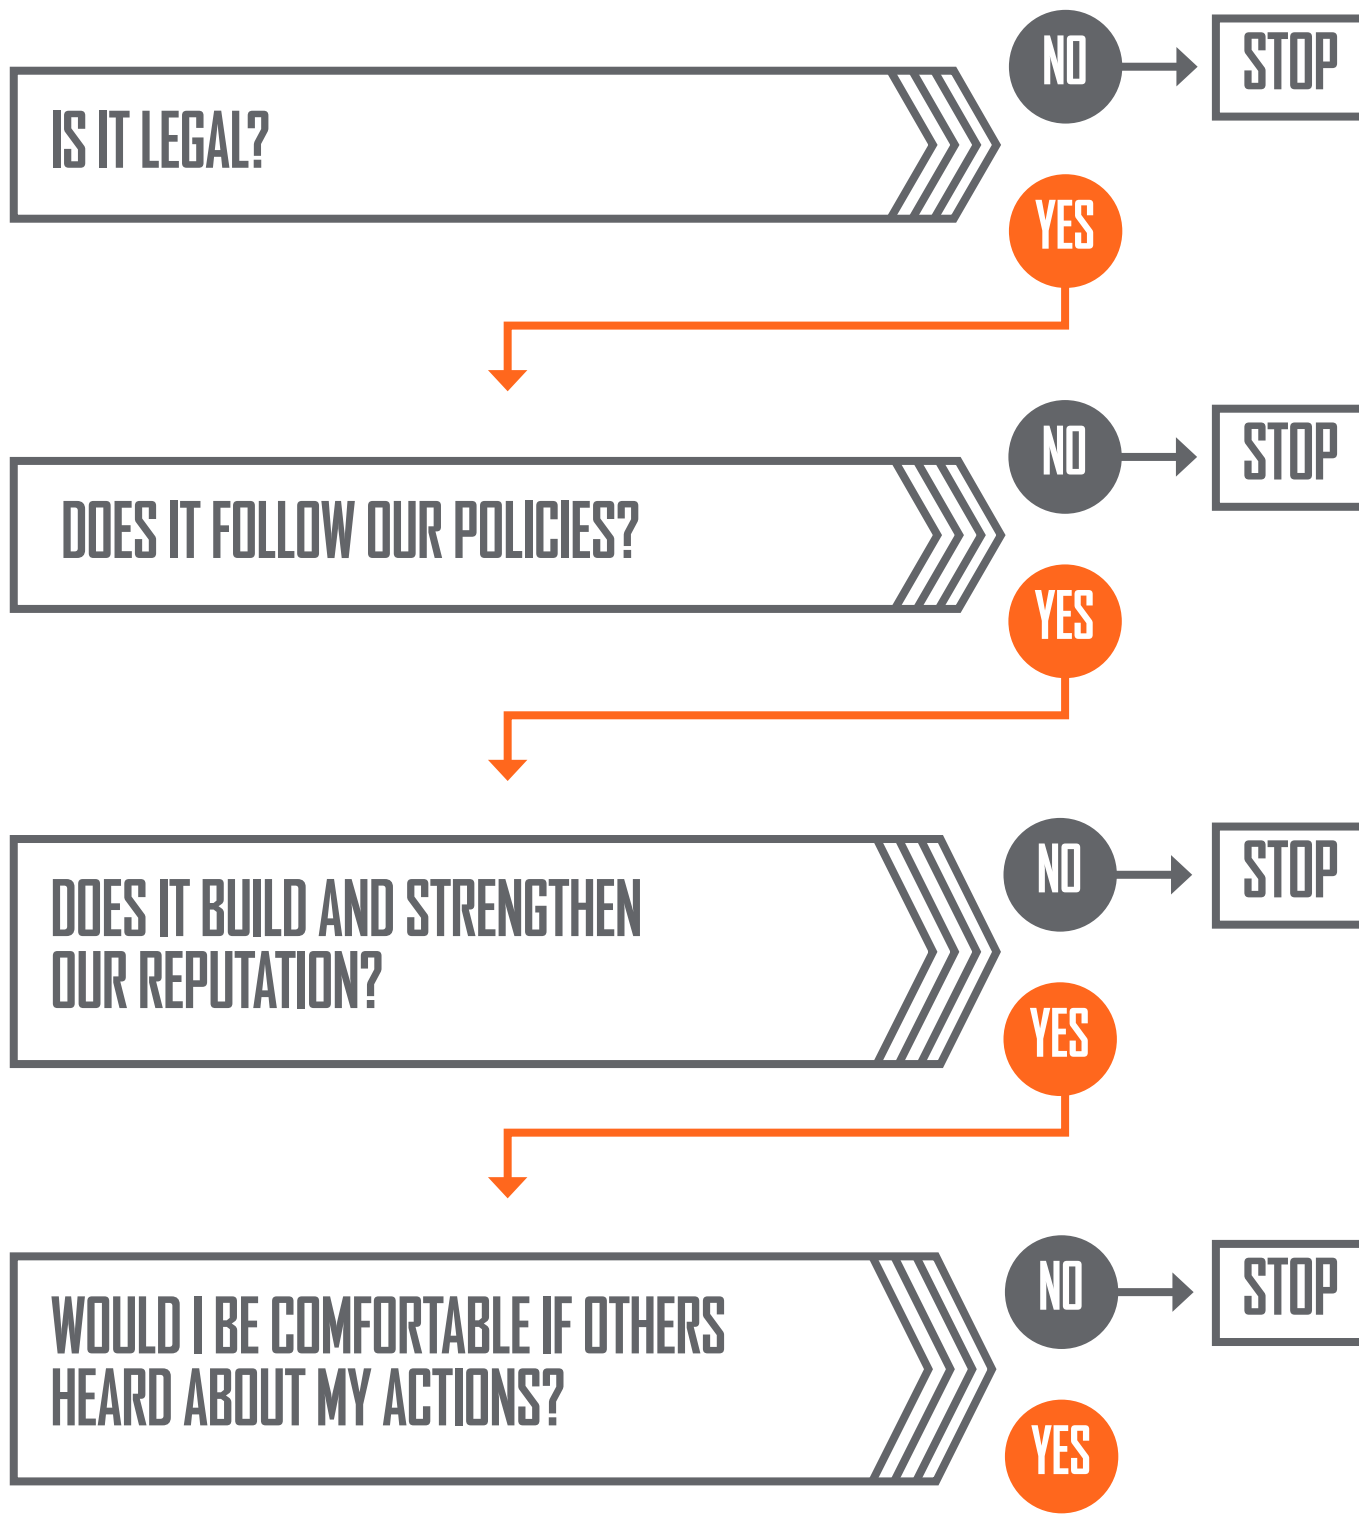 NO
STOP
IS IT LEGAL?
YES
NO
STOP
DOES IT FOLLOW OUR POLICIES?
YES
NO
STOP
DOES IT BUILD AND STRENGTHEN
OUR REPUTATION?
YES
NO
STOP
WOULD I BE COMFORTABLE IF OTHERS
HEARD ABOUT MY ACTIONS?
YES